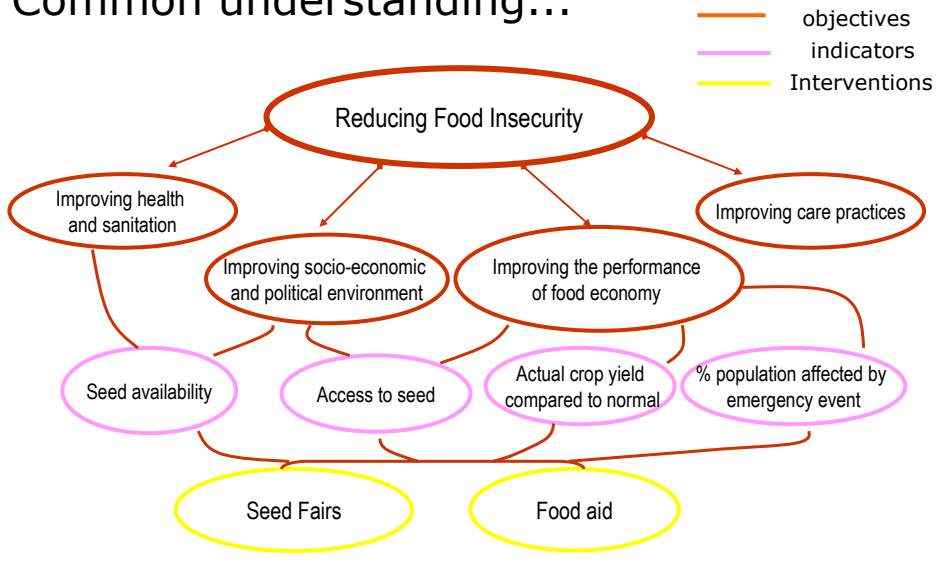 Common understanding...
objectives
indicators
Interventions
Reducing Food Insecurity
Improving health
and sanitation
Improving care practices
Improving socio-economic
and political environment
Improving the performance
of food economy
Seed availability
Access to seed
Actual crop yield
compared to normal
% population affected by
emergency event
Seed Fairs
Food aid